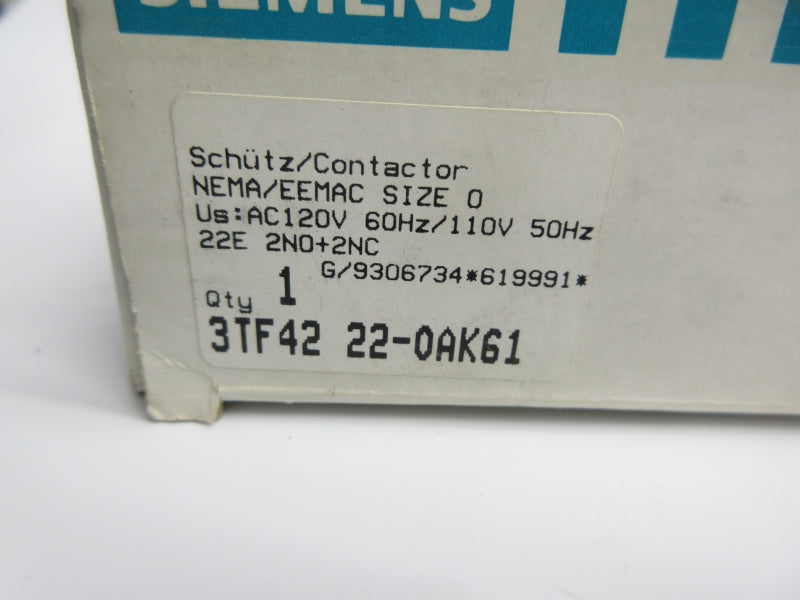 SIEMENS
Schütz/Contactor
NEMA/EEMAC SIZE 0
Us:AC120V 60Hz/110V 50Hz
22E 2NO+2NC
G/9306734*619991*
Qty 1
3TF42 22-0AK61